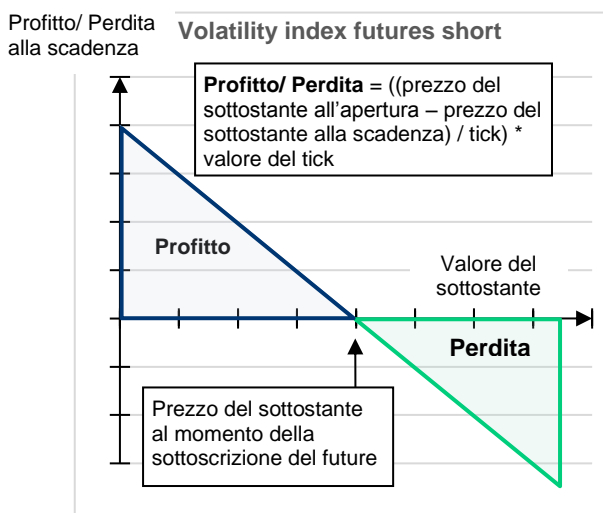 Profitto/ Perdita
alla scadenza
Volatility index futures short
Profitto/ Perdita = ((prezzo del
sottostante all'apertura – prezzo del
sottostante alla scadenza) / tick) *
valore del tick
Profitto
Valore del
sottostante
Perdita
Prezzo del sottostante
al momento della
sottoscrizione del future